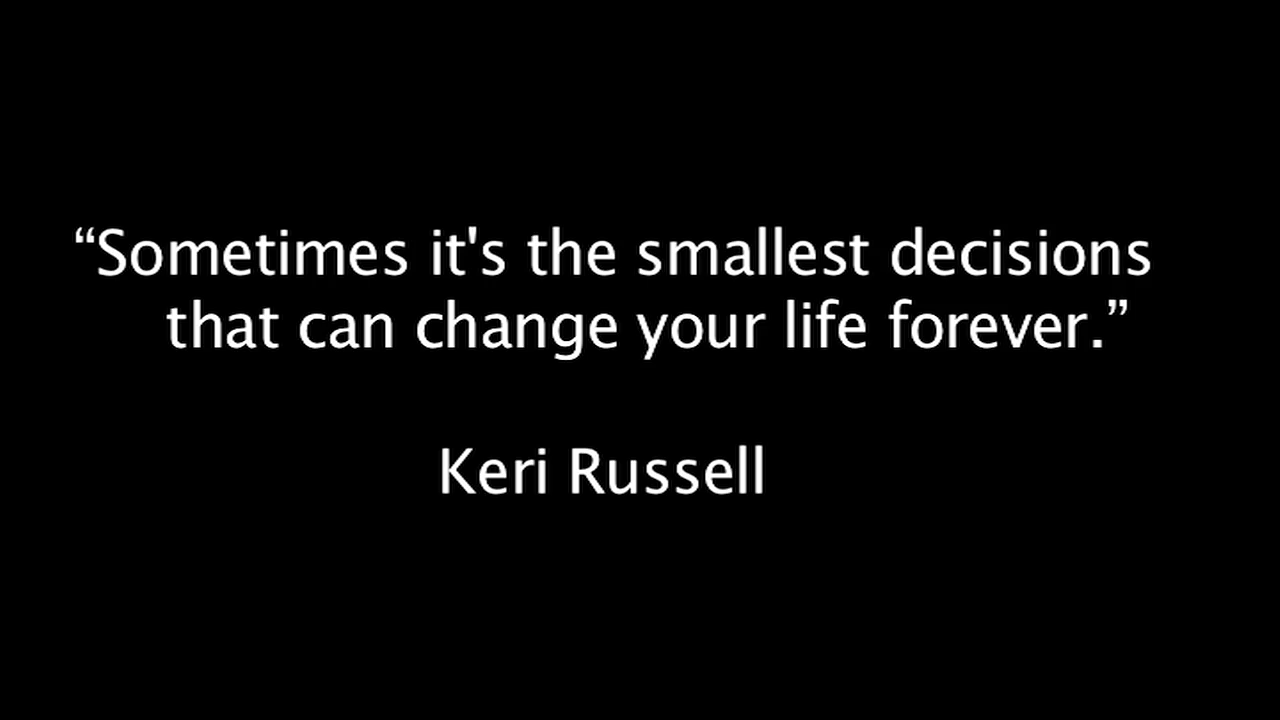 “Sometimes it's the smallest decisions
that can change your life forever.”
Keri Russell